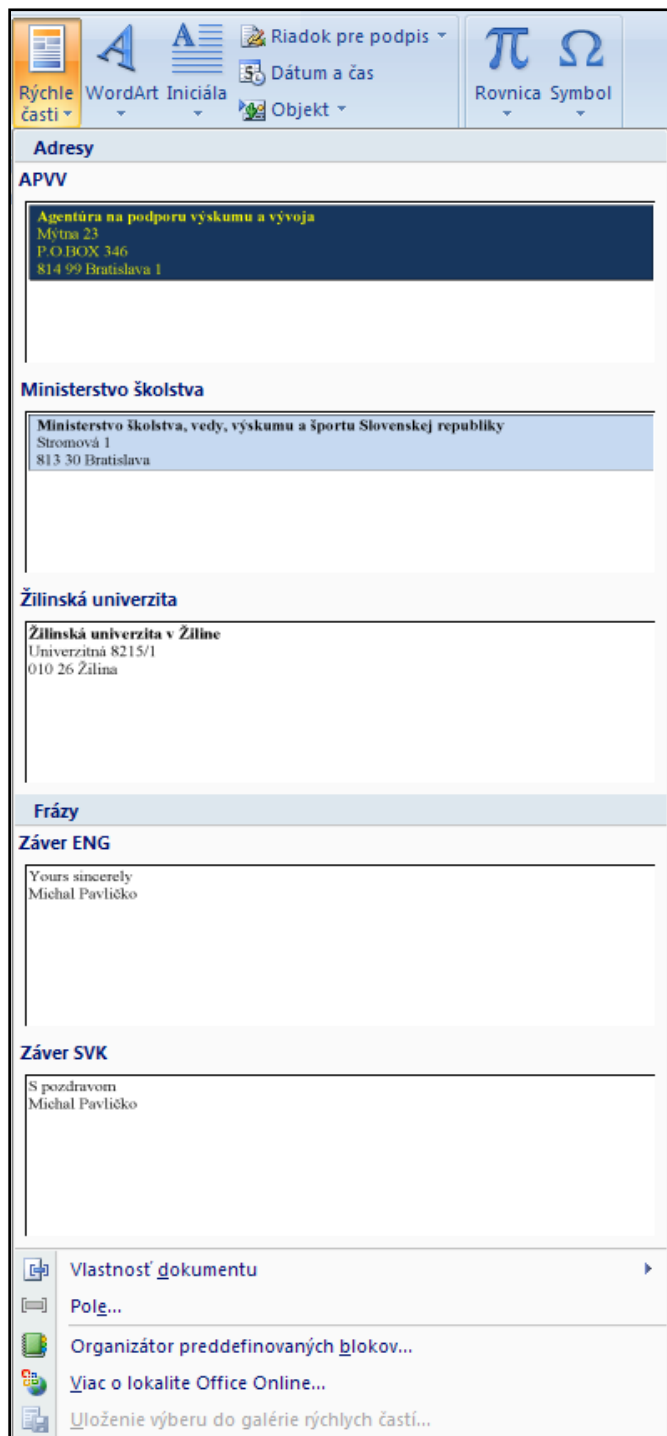 Rýchle časti
WordArt
Iniciála
Riadok pre podpis
Dátum a čas
Objekt
Rovnica
Symbol
Adresy
APVV
Agentúra na podporu výskumu a vývoja
Mýtna 23
P.O.BOX 346
814 99 Bratislava 1
Ministerstvo školstva
Ministerstvo školstva, vedy, výskumu a športu Slovenskej republiky
Stromová 1
813 30 Bratislava
Žilinská univerzita
Žilinská univerzita v Žiline
Univerzitná 8215/1
010 26 Žilina
Frázy
Záver ENG
Yours sincerely
Michal Pavličko
Záver SVK
S pozdravom
Michal Pavličko
Vlastnosť dokumentu
Pole...
Organizátor preddefinovaných blokov...
Viac o lokalite Office Online...
Uloženie výberu do galérie rýchlych častí...